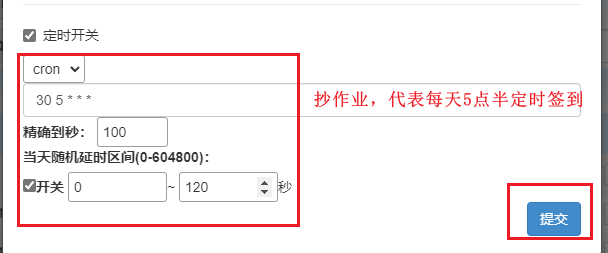 定时开关
cron
30 5 * * *
抄作业，代表每天5点半定时签到
精确到秒： 100
当天随机延时区间(0-604800)：
开关 0 ~ 120 秒
提交